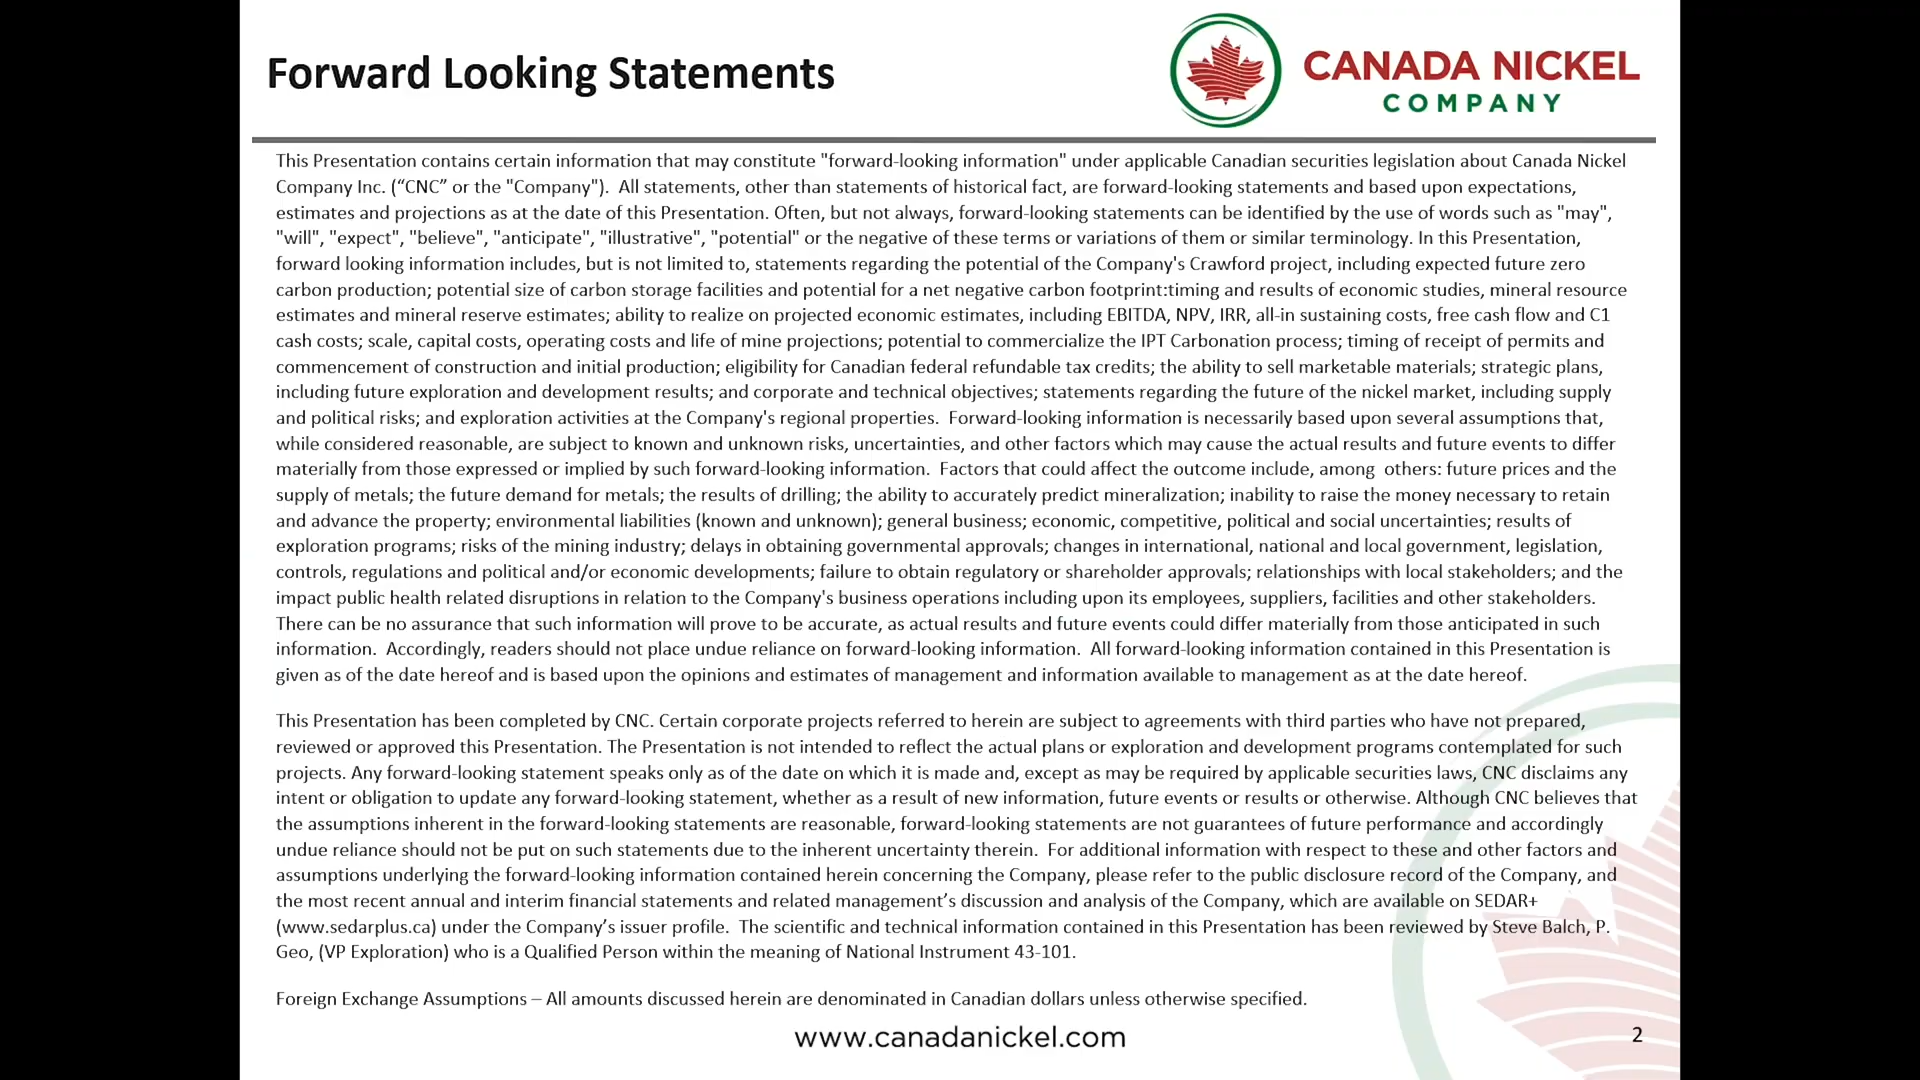 Forward Looking Statements
CANADA NICKEL
COMPANY
This Presentation contains certain information that may constitute "forward-looking information" under applicable Canadian securities legislation about Canada Nickel
Company Inc. (“CNC” or the "Company").  All statements, other than statements of historical fact, are forward-looking statements and based upon expectations,
estimates and projections as at the date of this Presentation. Often, but not always, forward-looking statements can be identified by the use of words such as "may",
"will", "expect", "believe", "anticipate", "illustrative", "potential" or the negative of these terms or variations of them or similar terminology. In this Presentation,
forward looking information includes, but is not limited to, statements regarding the potential of the Company's Crawford project, including expected future zero
carbon production; potential size of carbon storage facilities and potential for a net negative carbon footprint:timing and results of economic studies, mineral resource
estimates and mineral reserve estimates; ability to realize on projected economic estimates, including EBITDA, NPV, IRR, all-in sustaining costs, free cash flow and C1
cash costs; scale, capital costs, operating costs and life of mine projections; potential to commercialize the IPT Carbonation process; timing of receipt of permits and
commencement of construction and initial production; eligibility for Canadian federal refundable tax credits; the ability to sell marketable materials; strategic plans,
including future exploration and development results; and corporate and technical objectives; statements regarding the future of the nickel market, including supply
and political risks; and exploration activities at the Company's regional properties.  Forward-looking information is necessarily based upon several assumptions that,
while considered reasonable, are subject to known and unknown risks, uncertainties, and other factors which may cause the actual results and future events to differ
materially from those expressed or implied by such forward-looking information.  Factors that could affect the outcome include, among  others: future prices and the
supply of metals; the future demand for metals; the results of drilling; the ability to accurately predict mineralization; inability to raise the money necessary to retain
and advance the property; environmental liabilities (known and unknown); general business; economic, competitive, political and social uncertainties; results of
exploration programs; risks of the mining industry; delays in obtaining governmental approvals; changes in international, national and local government, legislation,
controls, regulations and political and/or economic developments; failure to obtain regulatory or shareholder approvals; relationships with local stakeholders; and the
impact public health related disruptions in relation to the Company's business operations including upon its employees, suppliers, facilities and other stakeholders.
There can be no assurance that such information will prove to be accurate, as actual results and future events could differ materially from those anticipated in such
information.  Accordingly, readers should not place undue reliance on forward-looking information.  All forward-looking information contained in this Presentation is
given as of the date hereof and is based upon the opinions and estimates of management and information available to management as at the date hereof.
This Presentation has been completed by CNC. Certain corporate projects referred to herein are subject to agreements with third parties who have not prepared,
reviewed or approved this Presentation. The Presentation is not intended to reflect the actual plans or exploration and development programs contemplated for such
projects. Any forward-looking statement speaks only as of the date on which it is made and, except as may be required by applicable securities laws, CNC disclaims any
intent or obligation to update any forward-looking statement, whether as a result of new information, future events or results or otherwise. Although CNC believes that
the assumptions inherent in the forward-looking statements are reasonable, forward-looking statements are not guarantees of future performance and accordingly
undue reliance should not be put on such statements due to the inherent uncertainty therein.  For additional information with respect to these and other factors and
assumptions underlying the forward-looking information contained herein concerning the Company, please refer to the public disclosure record of the Company, and
the most recent annual and interim financial statements and related management’s discussion and analysis of the Company, which are available on SEDAR+
(www.sedarplus.ca) under the Company’s issuer profile.  The scientific and technical information contained in this Presentation has been reviewed by Steve Balch, P.
Geo, (VP Exploration) who is a Qualified Person within the meaning of National Instrument 43-101.
Foreign Exchange Assumptions – All amounts discussed herein are denominated in Canadian dollars unless otherwise specified.
www.canadanickel.com
2